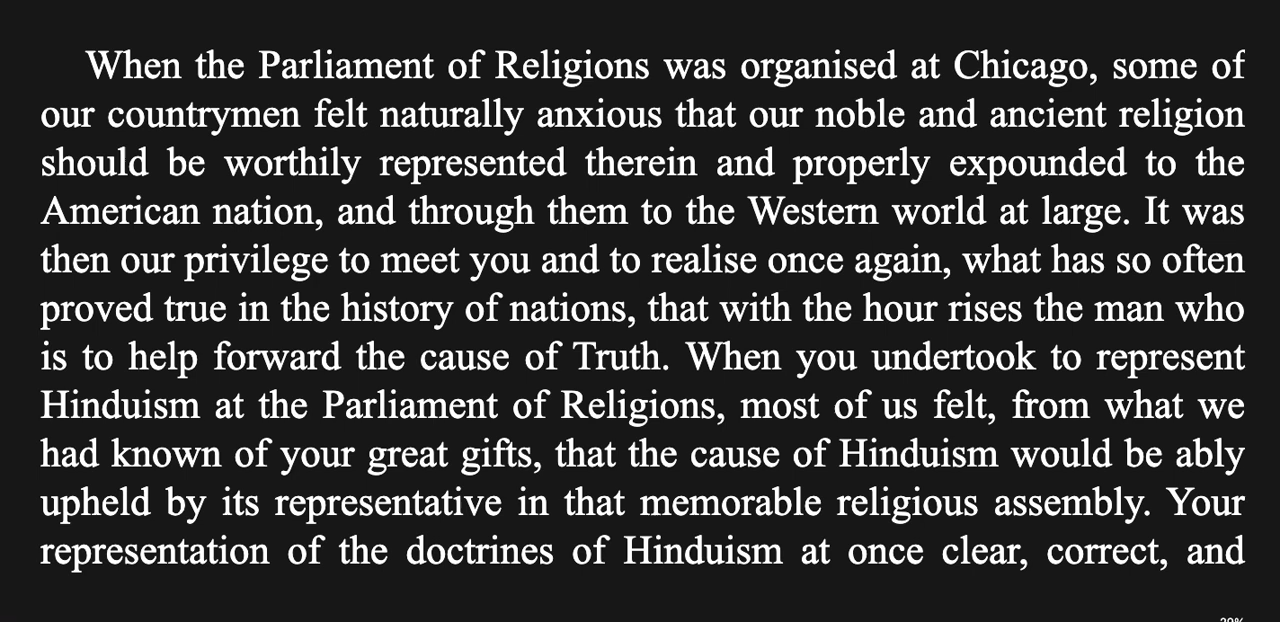 When the Parliament of Religions was organised at Chicago, some of
our countrymen felt naturally anxious that our noble and ancient religion
should be worthily represented therein and properly expounded to the
American nation, and through them to the Western world at large. It was
then our privilege to meet you and to realise once again, what has so often
proved true in the history of nations, that with the hour rises the man who
is to help forward the cause of Truth. When you undertook to represent
Hinduism at the Parliament of Religions, most of us felt, from what we
had known of your great gifts, that the cause of Hinduism would be ably
upheld by its representative in that memorable religious assembly. Your
representation of the doctrines of Hinduism at once clear, correct, and